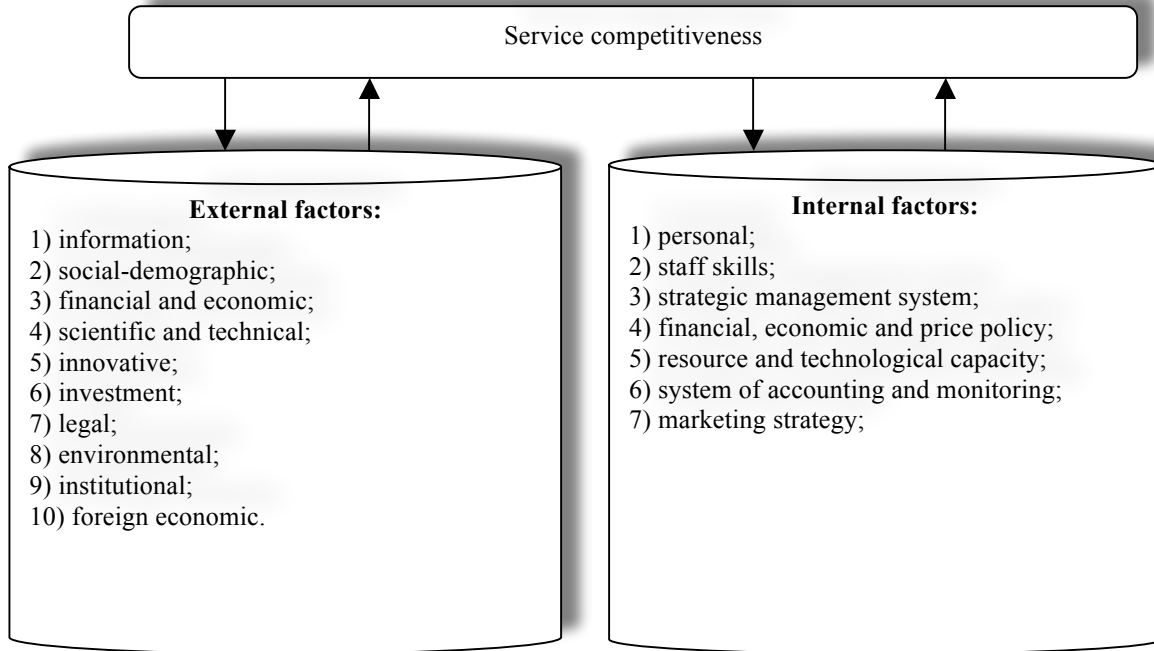 Service competitiveness
External factors:
1) information;
2) social-demographic;
3) financial and economic;
4) scientific and technical;
5) innovative;
6) investment;
7) legal;
8) environmental;
9) institutional;
10) foreign economic.
Internal factors:
1) personal;
2) staff skills;
3) strategic management system;
4) financial, economic and price policy;
5) resource and technological capacity;
6) system of accounting and monitoring;
7) marketing strategy;